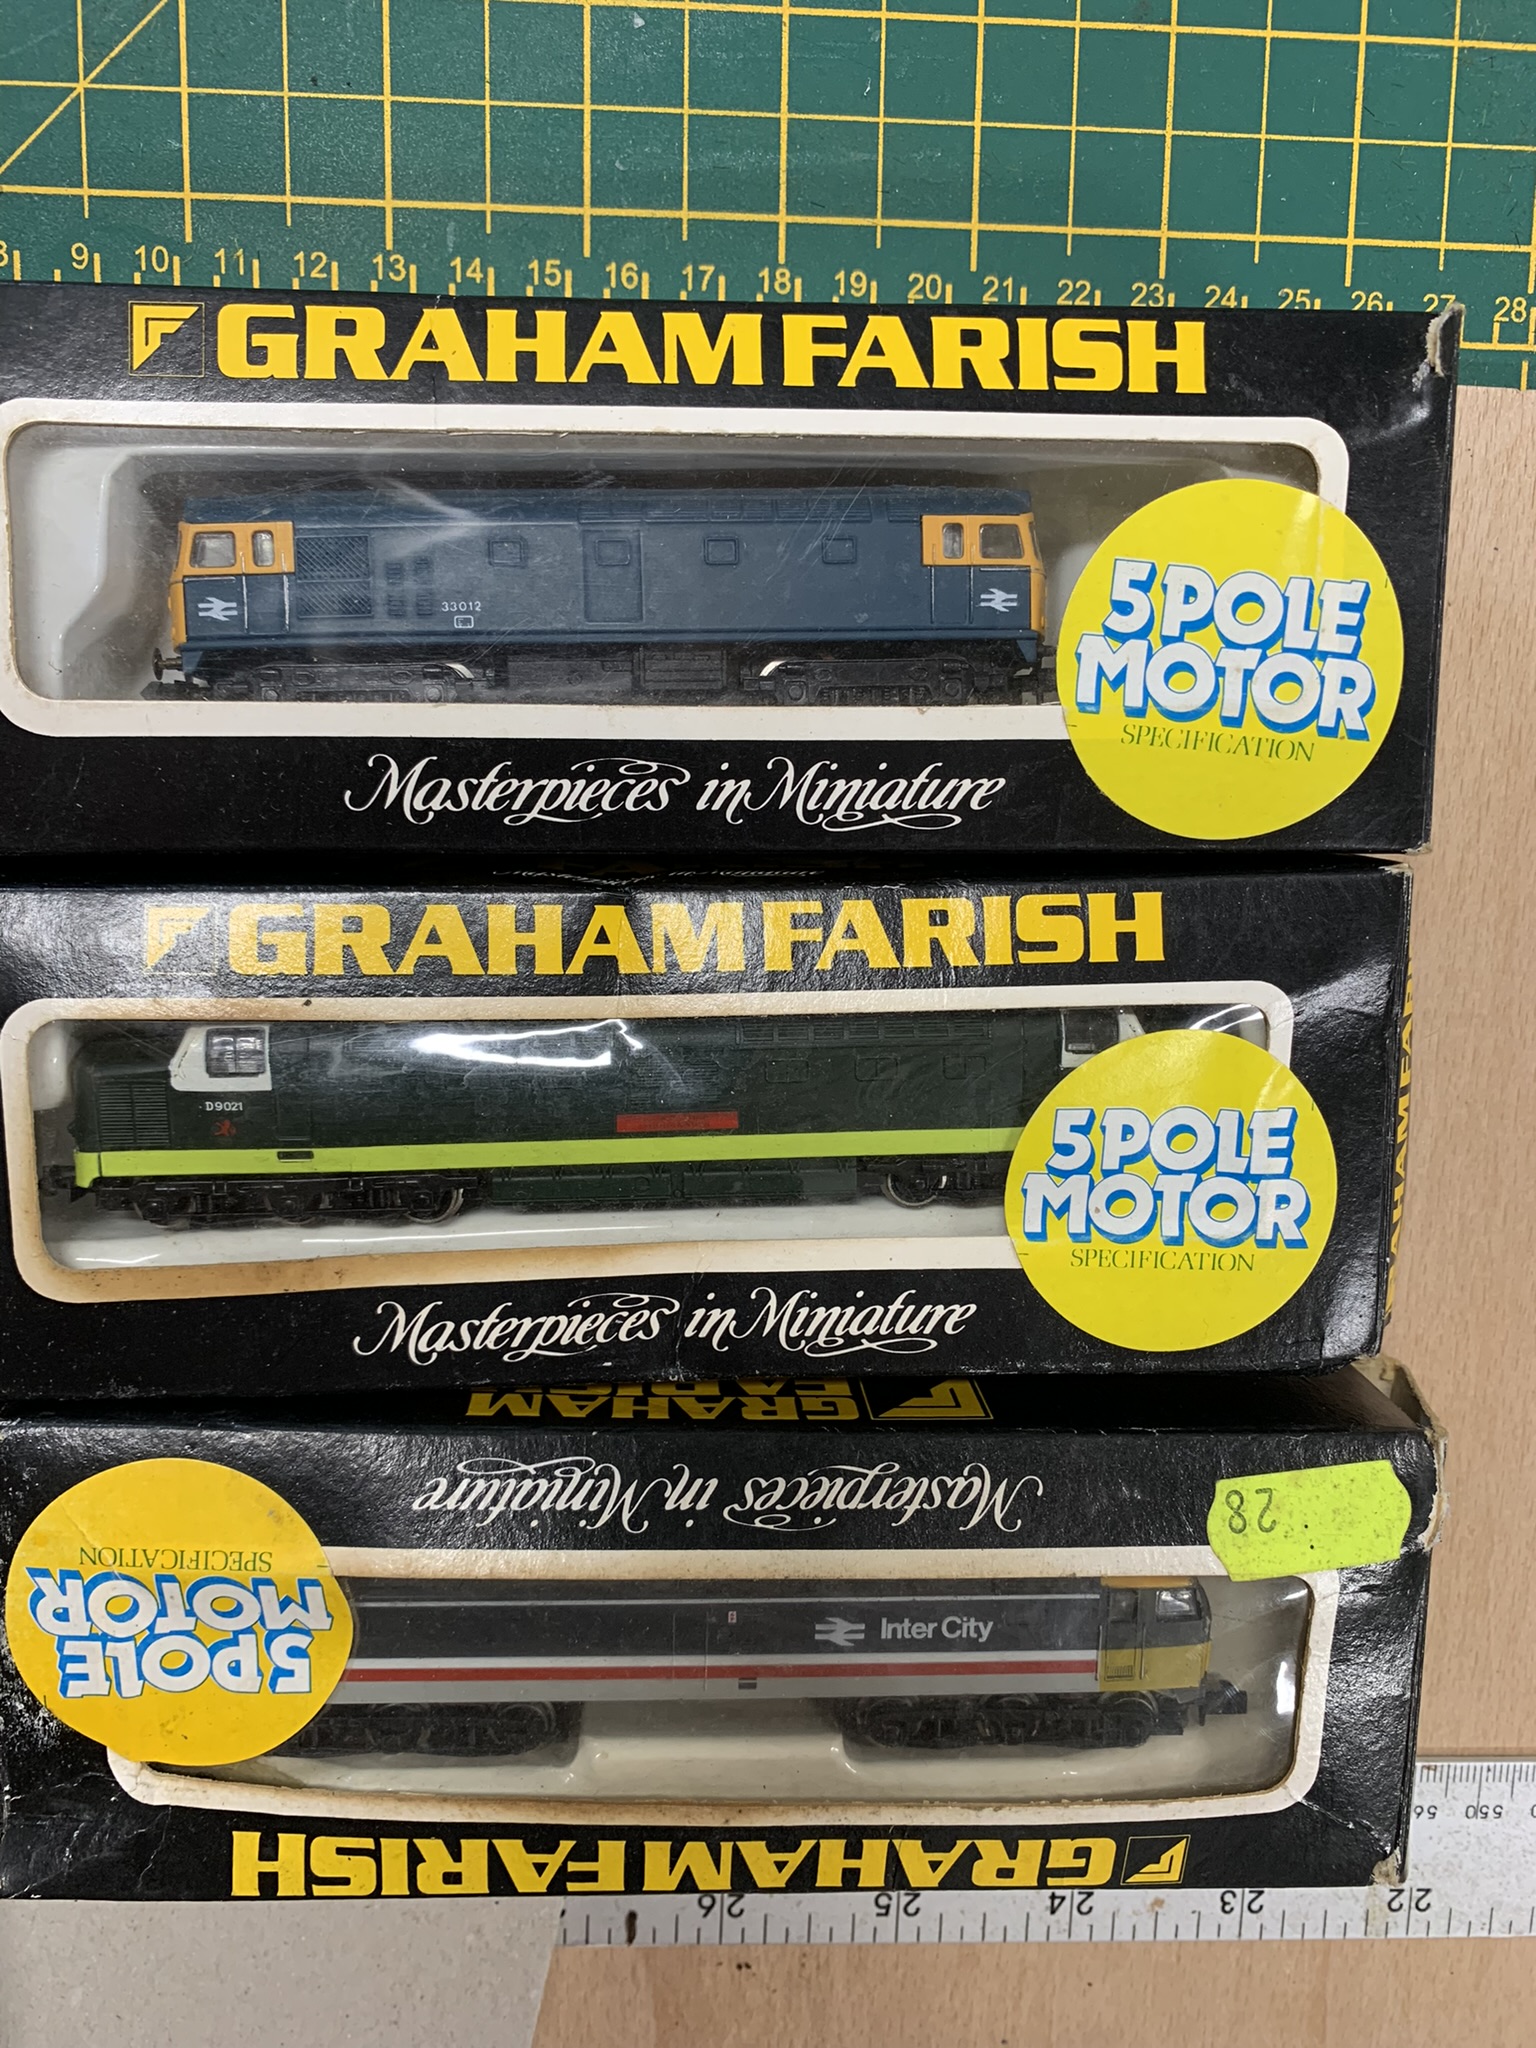 8 9 10 11 12 13 14 15 16 17 18 19 20 21 22 23 24 25 26 27 28
GRAHAM FARISH
33012
5 POLE
MOTOR
SPECIFICATION
Masterpieces in Miniature
GRAHAM FARISH
D9021
5 POLE
MOTOR
SPECIFICATION
Masterpieces in Miniature
GRAHAM
FARISH
Masterpieces in Miniature
28
5 POLE
MOTOR
SPECIFICATION
Inter City
GRAHAM FARISH
550
26 25 24 23 22